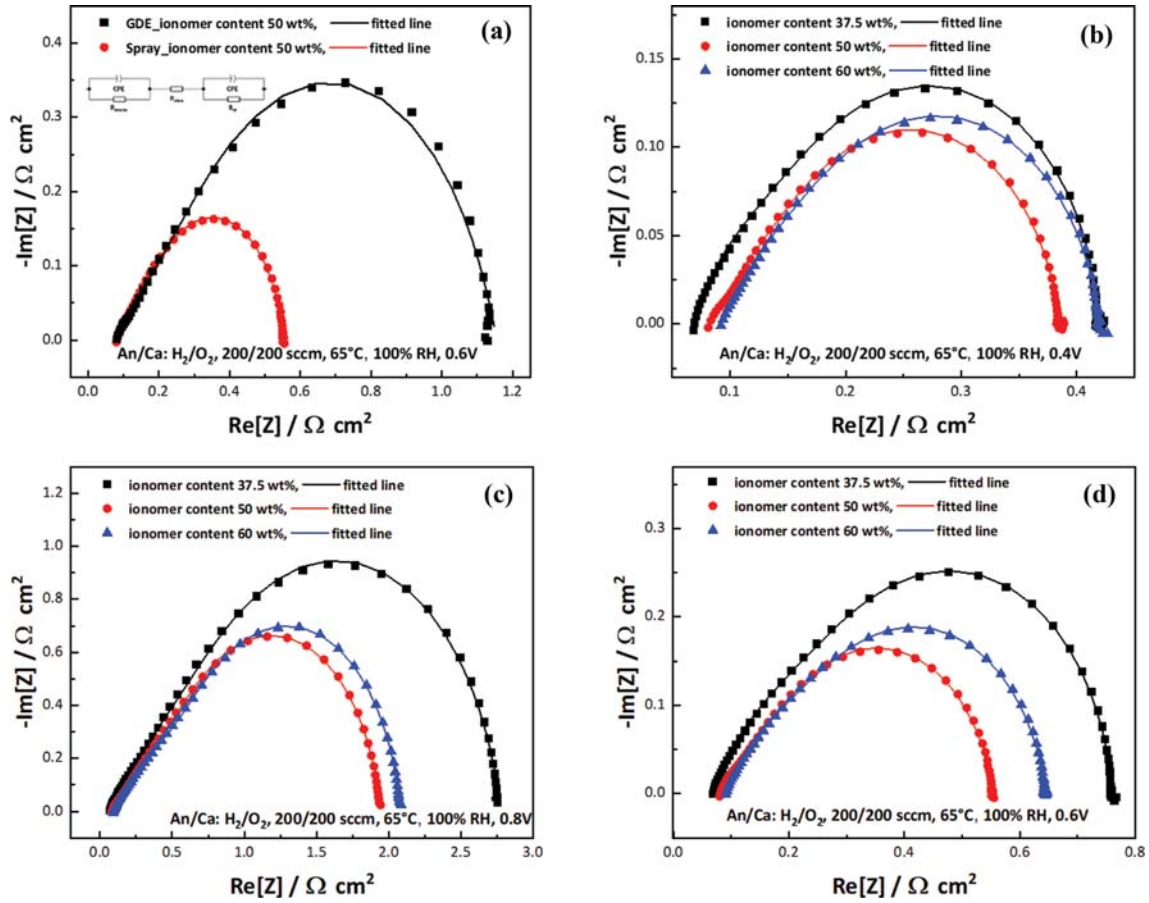 (a)
GDE_ionomer content 50 wt%, fitted line
Spray_ionomer content 50 wt%, fitted line
CFE
CFE
0.4
0.3
0.2
0.1
0.0
-Im[Z] / Ω cm²
An/Ca: H₂/O₂, 200/200 sccm, 65°C, 100% RH, 0.6V
0.0 0.2 0.4 0.6 0.8 1.0 1.2
Re[Z] / Ω cm²
(b)
ionomer content 37.5 wt%, fitted line
ionomer content 50 wt%, fitted line
ionomer content 60 wt%, fitted line
0.15
0.10
0.05
0.00
-Im[Z] / Ω cm²
An/Ca: H₂/O₂, 200/200 sccm, 65°C, 100% RH, 0.4V
0.1 0.2 0.3 0.4
Re[Z] / Ω cm²
(c)
ionomer content 37.5 wt%, fitted line
ionomer content 50 wt%, fitted line
ionomer content 60 wt%, fitted line
1.2
0.9
0.6
0.3
0.0
-Im[Z] / Ω cm²
An/Ca: H₂/O₂, 200/200 sccm, 65°C, 100% RH, 0.8V
0.0 0.5 1.0 1.5 2.0 2.5 3.0
Re[Z] / Ω cm²
(d)
ionomer content 37.5 wt%, fitted line
ionomer content 50 wt%, fitted line
ionomer content 60 wt%, fitted line
0.3
0.2
0.1
0.0
-Im[Z] / Ω cm²
An/Ca: H₂/O₂, 200/200 sccm, 65°C, 100% RH, 0.6V
0.0 0.2 0.4 0.6 0.8
Re[Z] / Ω cm²